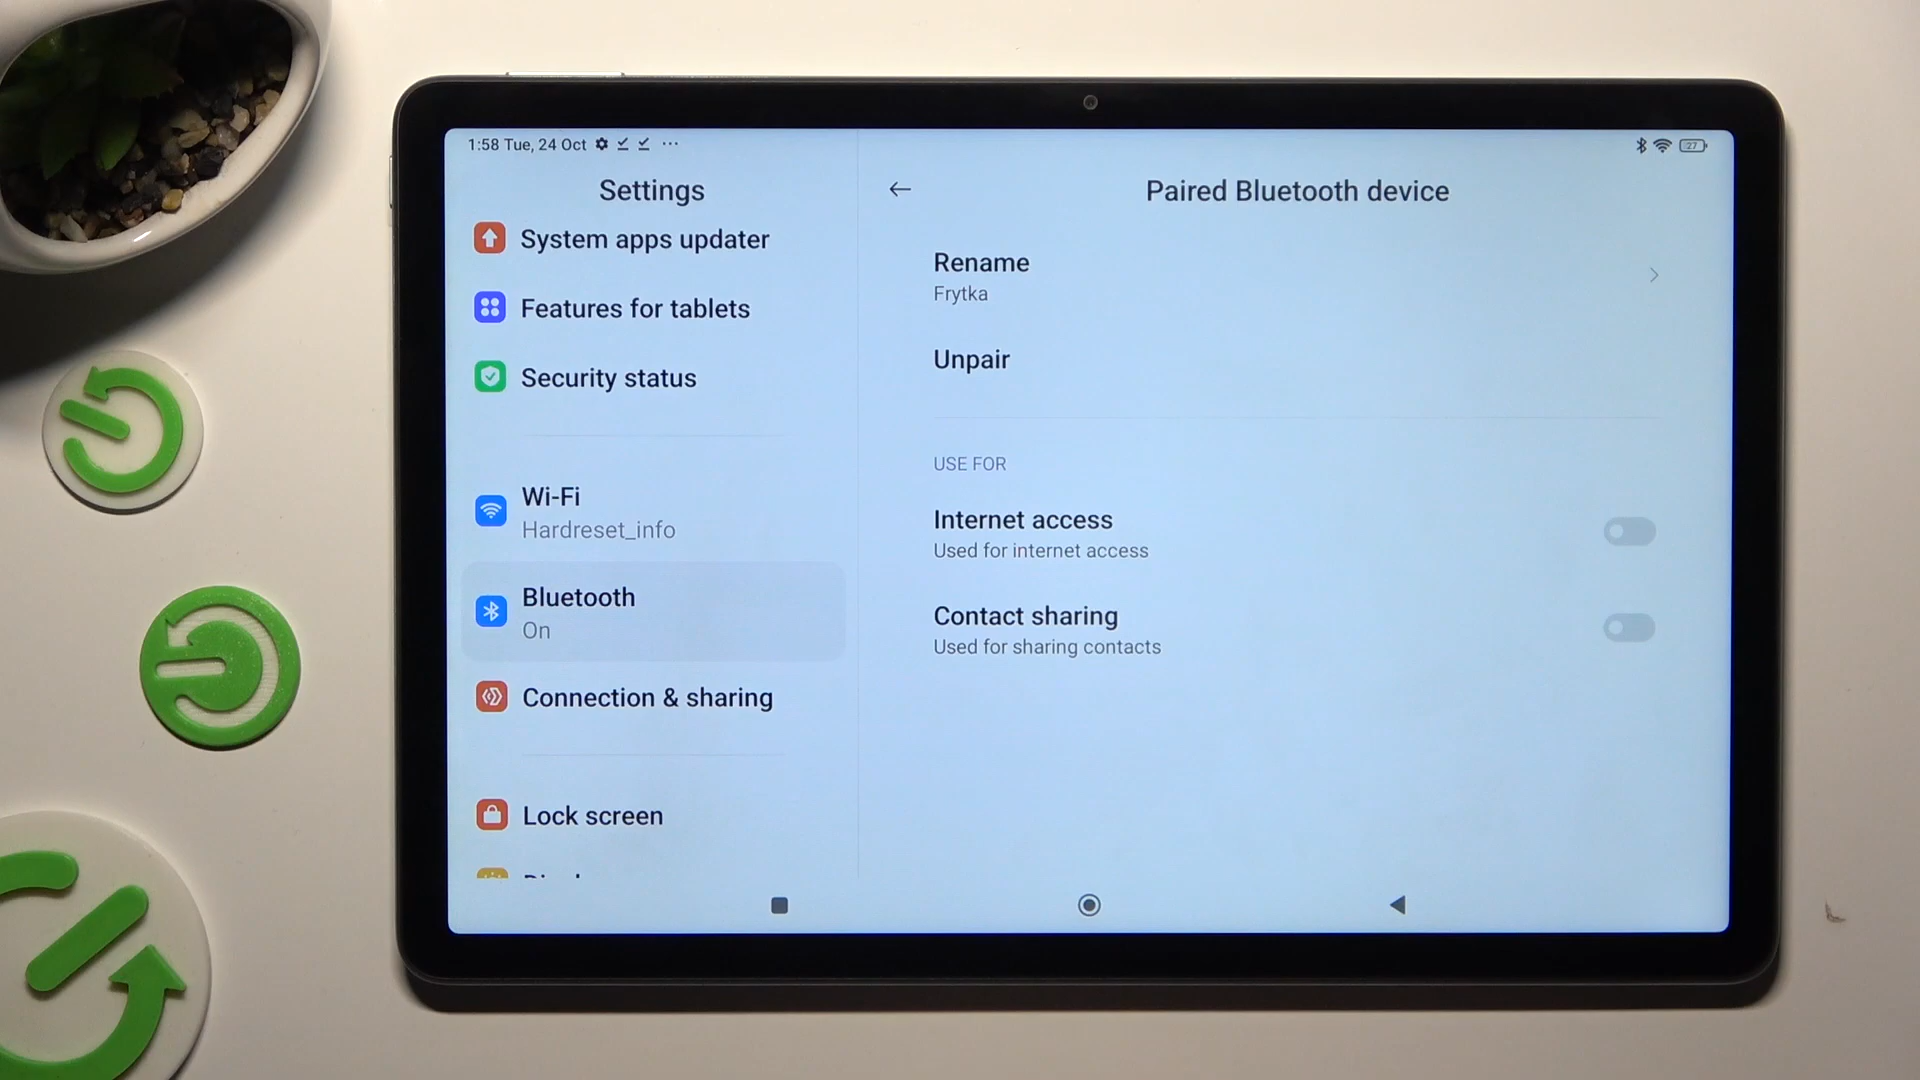 1:58 Tue, 24 Oct
27
Settings
System apps updater
Features for tablets
Security status
Wi-Fi
Hardreset_info
Bluetooth
On
Connection & sharing
Lock screen
Paired Bluetooth device
Rename
Frytka
Unpair
USE FOR
Internet access
Used for internet access
Contact sharing
Used for sharing contacts